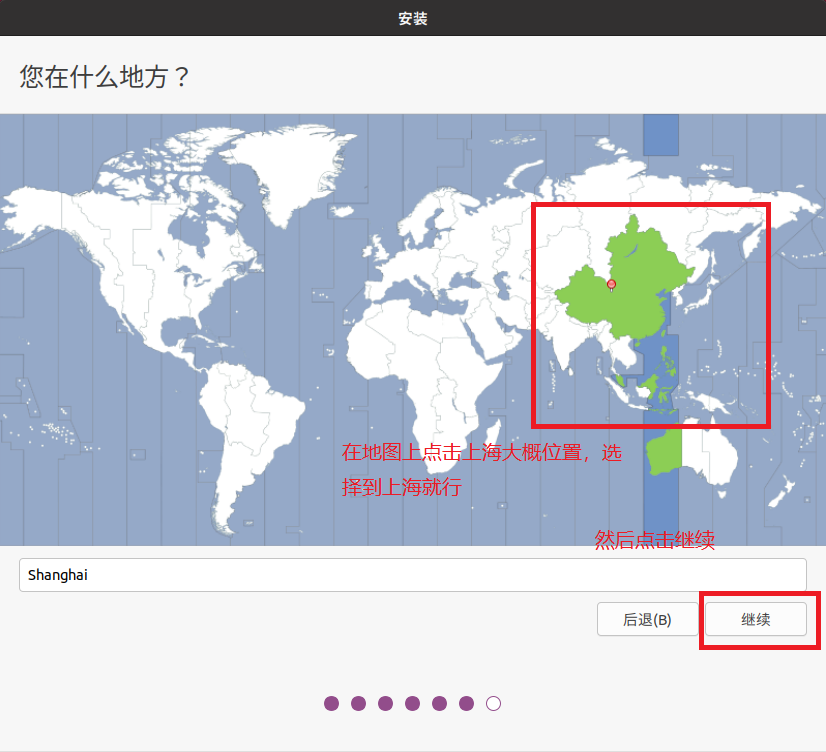 安装
您在什么地方？
在地图上点击上海大概位置，选
择到上海就行
然后点击继续
Shanghai
后退(B)
继续